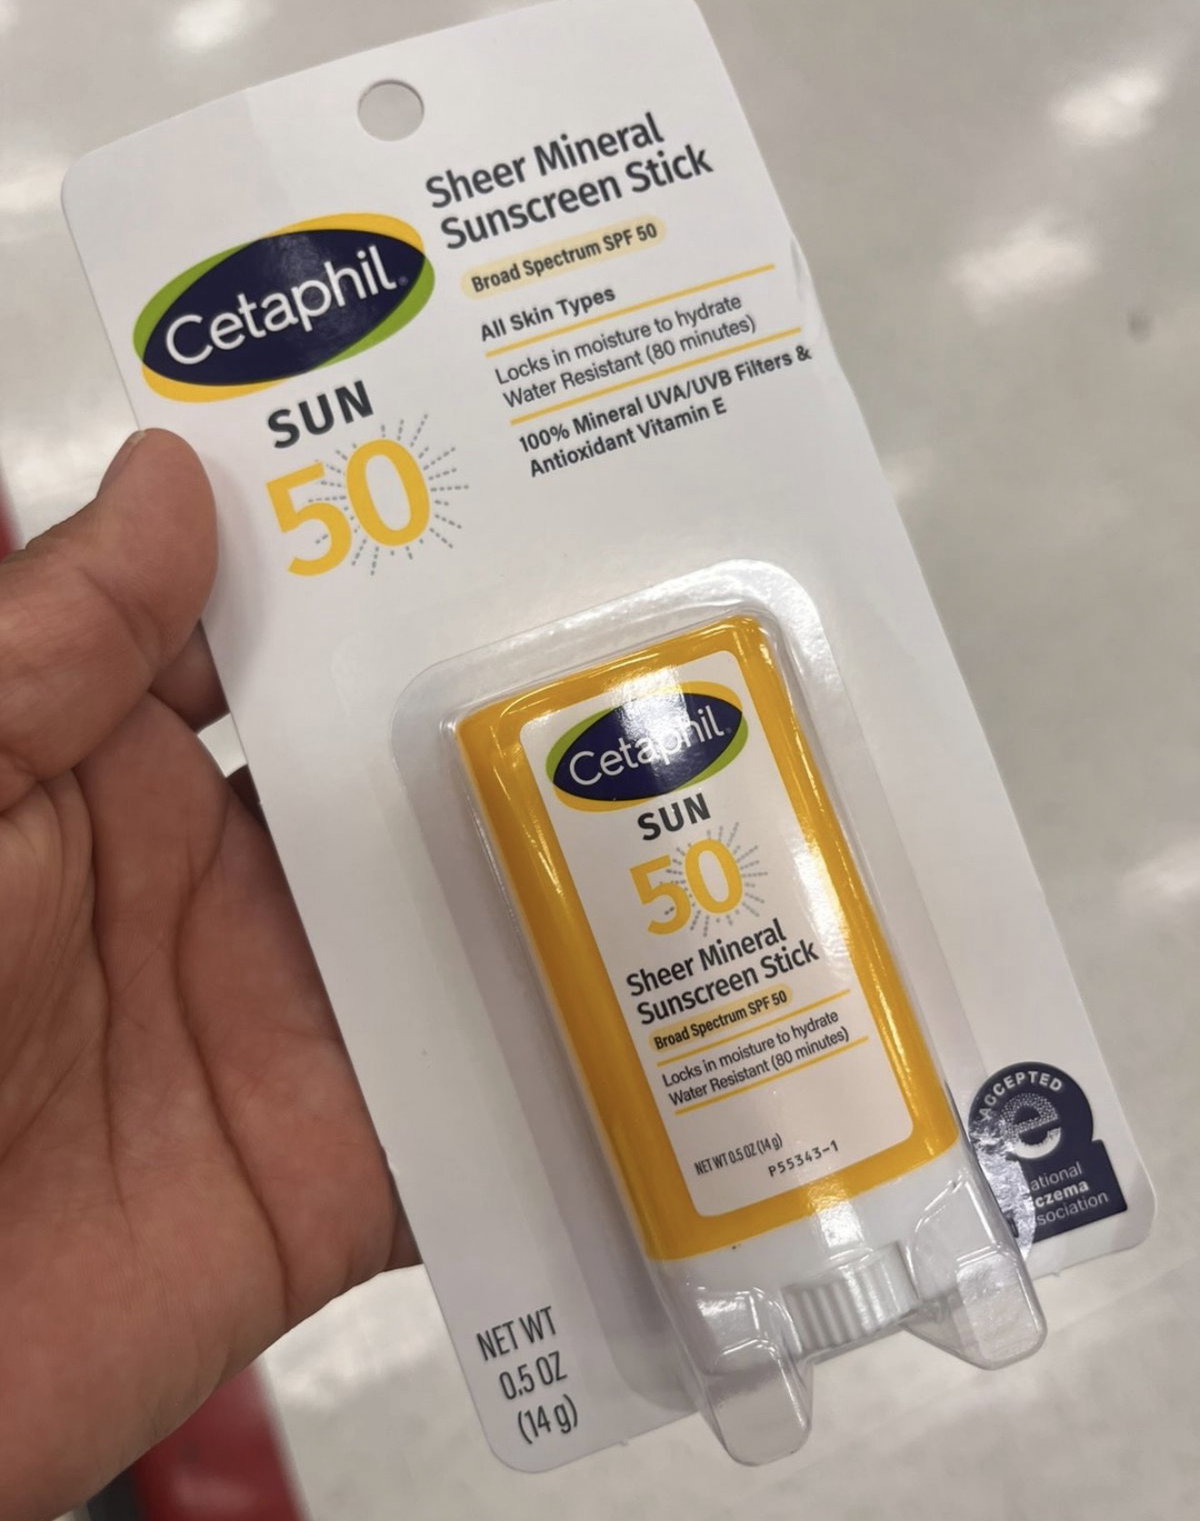 Sheer Mineral
Sunscreen Stick
Broad Spectrum SPF 50
All Skin Types
Locks in moisture to hydrate
Water Resistant (80 minutes)
100% Mineral UVA/UVB Filters &
Antioxidant Vitamin E
Cetaphil®
SUN
50
Cetaphil®
SUN
50
Sheer Mineral
Sunscreen Stick
Broad Spectrum SPF 50
Locks in moisture to hydrate
Water Resistant (80 minutes)
NET WT 0.5 OZ (14 g)
P55343-1
ACCEPTED
e
ational
czema
sociation
NET WT
0.5 OZ
(14 g)